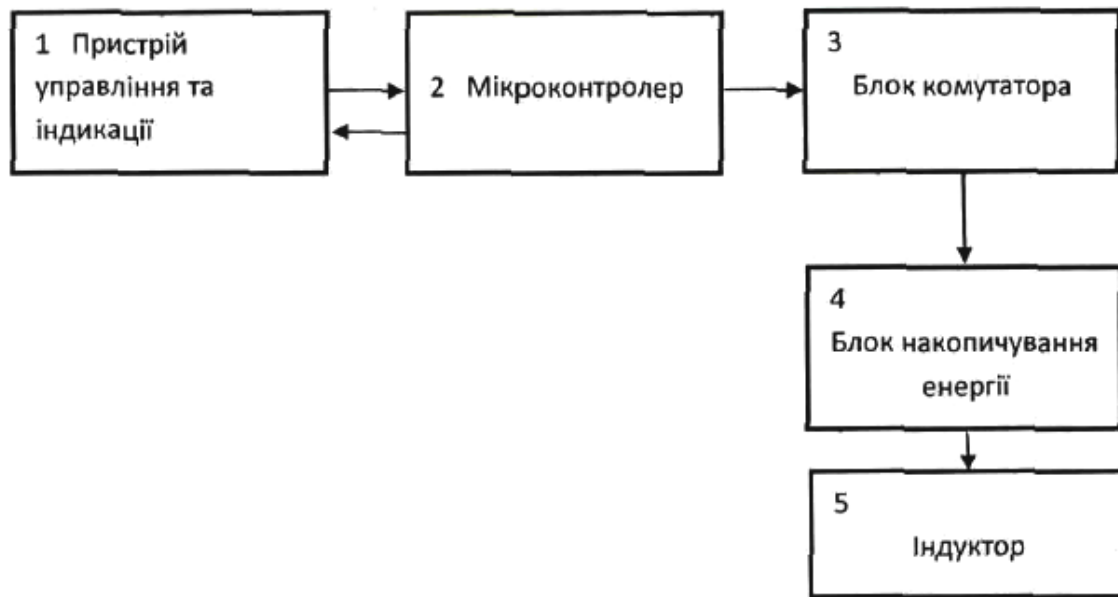 1 Пристрій
управління та
індикації
2 Мікроконтролер
3
Блок комутатора
4
Блок накопичування
енергії
5
Індуктор